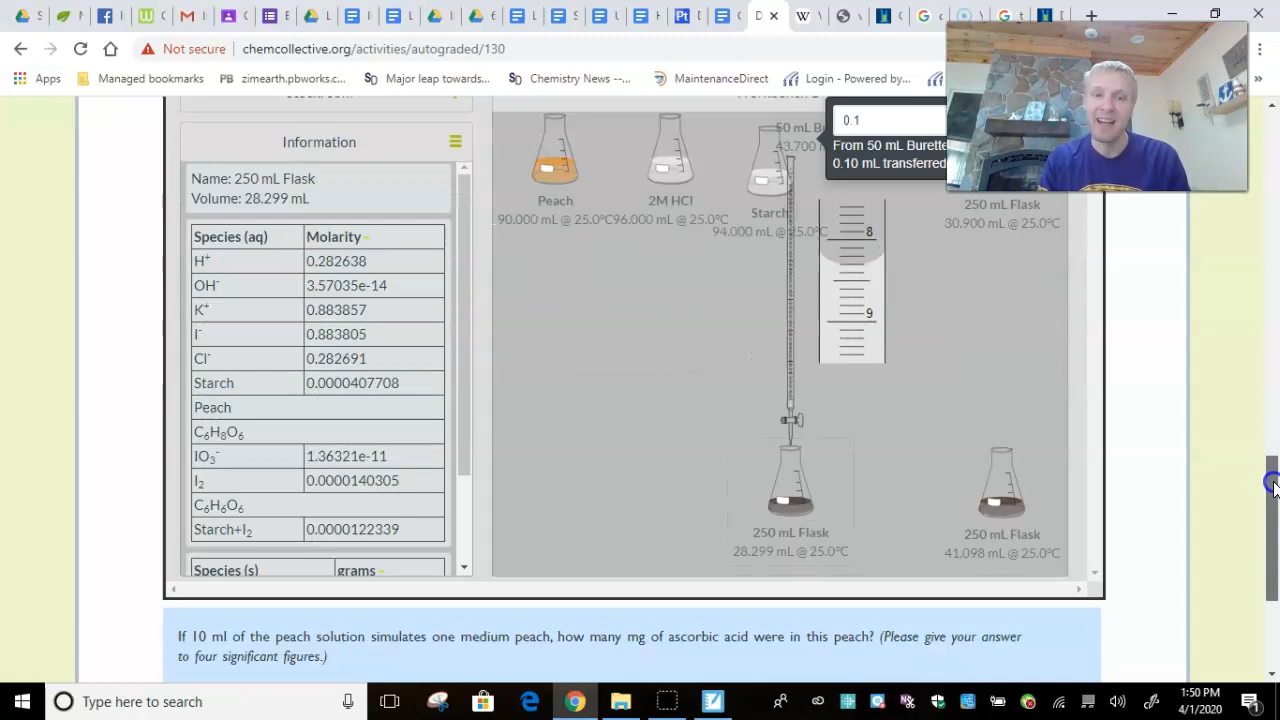 Not secure chemcollective.org/activities/autograded/130
Apps Managed bookmarks PB zimearth.pbworks.c... Major leap towards... Chemistry News -–... MaintenanceDirect Login - Powered by...
Information
Name: 250 mL Flask
Volume: 28.299 mL
Species (aq) Molarity
H⁺ 0.282638
OH⁻ 3.57035e-14
K⁺ 0.883857
I⁻ 0.883805
Cl⁻ 0.282691
Starch 0.0000407708
Peach
C₆H₈O₆
IO₃⁻ 1.36321e-11
I₂ 0.0000140305
C₆H₆O₆
Starch+I₂ 0.0000122339
Species (s) grams
Peach
90.000 mL @ 25.0°C
2M HCl
96.000 mL @ 25.0°C
Starch
94.000 mL @ 25.0°C
50 mL
43.700
0.1
From 50 mL Burette
0.10 mL transferred
8
9
250 mL Flask
30.900 mL @ 25.0°C
250 mL Flask
28.299 mL @ 25.0°C
250 mL Flask
41.098 mL @ 25.0°C
If 10 ml of the peach solution simulates one medium peach, how many mg of ascorbic acid were in this peach? (Please give your answer
to four significant figures.)
Type here to search
1:50 PM
4/1/2020